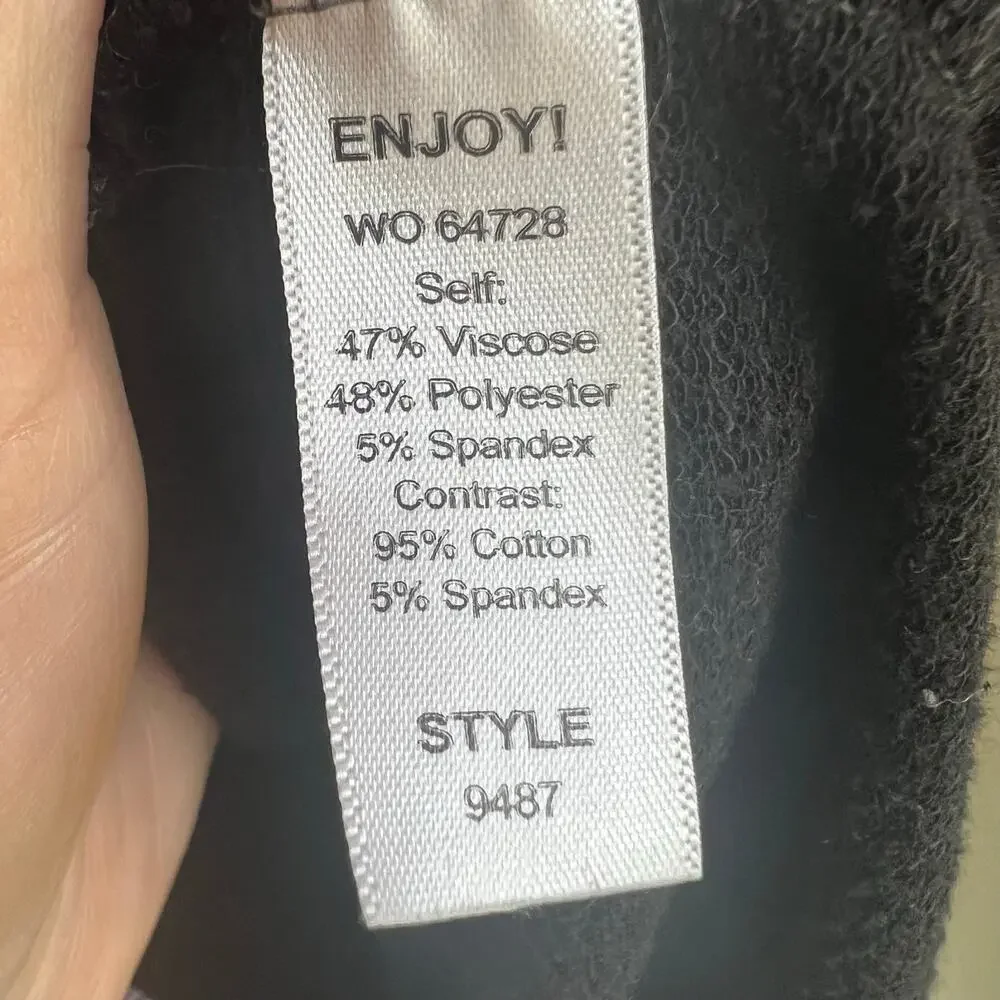 ENJOY!
WO 64728
Self:
47% Viscose
48% Polyester
5% Spandex
Contrast:
95% Cotton
5% Spandex
STYLE
9487